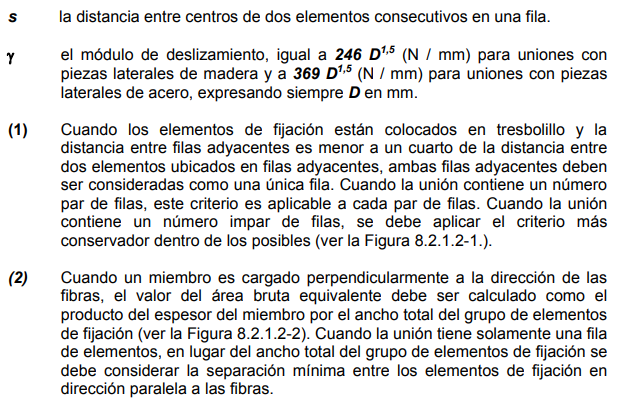 s la distancia entre centros de dos elementos consecutivos en una fila.
γ el módulo de deslizamiento, igual a 246 D1,5 (N / mm) para uniones con
piezas laterales de madera y a 369 D1,5 (N / mm) para uniones con piezas
laterales de acero, expresando siempre D en mm.
(1) Cuando los elementos de fijación están colocados en tresbolillo y la
distancia entre filas adyacentes es menor a un cuarto de la distancia entre
dos elementos ubicados en filas adyacentes, ambas filas adyacentes deben
ser consideradas como una única fila. Cuando la unión contiene un número
par de filas, este criterio es aplicable a cada par de filas. Cuando la unión
contiene un número impar de filas, se debe aplicar el criterio más
conservador dentro de los posibles (ver la Figura 8.2.1.2-1.).
(2) Cuando un miembro es cargado perpendicularmente a la dirección de las
fibras, el valor del área bruta equivalente debe ser calculado como el
producto del espesor del miembro por el ancho total del grupo de elementos
de fijación (ver la Figura 8.2.1.2-2). Cuando la unión tiene solamente una fila
de elementos, en lugar del ancho total del grupo de elementos de fijación se
debe considerar la separación mínima entre los elementos de fijación en
dirección paralela a las fibras.